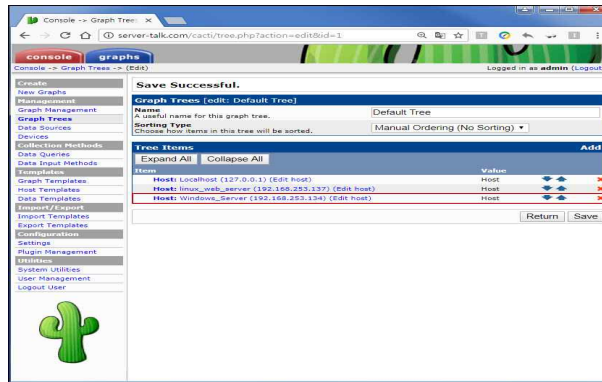 Console -> Graph Tree
server-talk.com/cacti/tree.php?action=edit&id=1
console graphs
Console -> Graph Trees -> (Edit)
Logged in as admin (Logout
Create
New Graphs
Management
Graph Management
Graph Trees
Data Sources
Devices
Collection Methods
Data Queries
Data Input Methods
Templates
Graph Templates
Host Templates
Data Templates
Import/Export
Import Templates
Export Templates
Configuration
Settings
Plugin Management
Utilities
System Utilities
User Management
Logout User
Save Successful.
Graph Trees [edit: Default Tree]
Name
A useful name for this graph tree.
Default Tree
Sorting Type
Choose how items in this tree will be sorted.
Manual Ordering (No Sorting)
Tree Items Add
Expand All Collapse All
Item Value
Host: Localhost (127.0.0.1) (Edit host) Host
Host: linux_web_server (192.168.253.137) (Edit host) Host
Host: Windows_Server (192.168.253.134) (Edit host) Host
Return Save